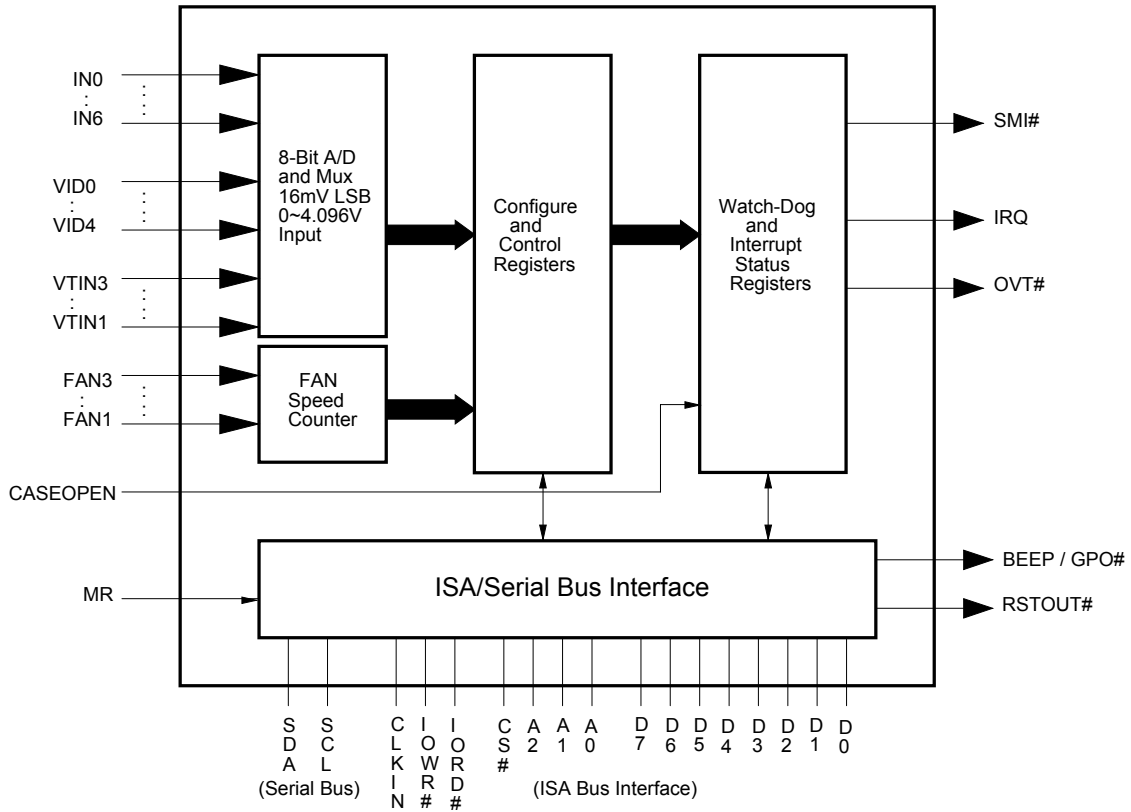 IN0
IN6
VID0
VID4
VTIN3
VTIN1
FAN3
FAN1
CASEOPEN
MR
8-Bit A/D
and Mux
16mV LSB
0~4.096V
Input
FAN
Speed
Counter
Configure
and
Control
Registers
Watch-Dog
and
Interrupt
Status
Registers
SMI#
IRQ
OVT#
ISA/Serial Bus Interface
BEEP / GPO#
RSTOUT#
SDA
SCL
CLKIN
IOWR#
IORD#
CS#
A2
A1
A0
D7
D6
D5
D4
D3
D2
D1
D0
(Serial Bus)
(ISA Bus Interface)